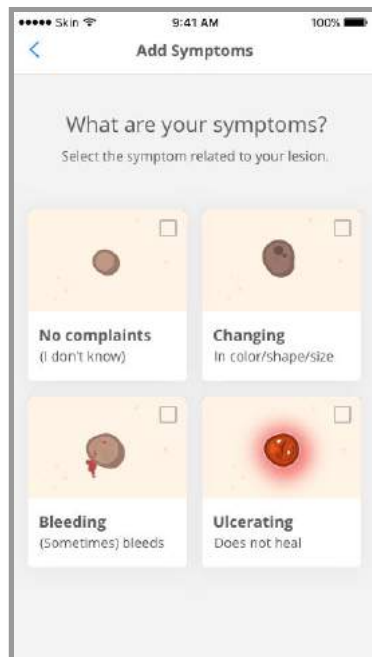 ●●●●● Skin 9:41 AM 100%
Add Symptoms
What are your symptoms?
Select the symptom related to your lesion.
No complaints
(I don't know)
Changing
In color/shape/size
Bleeding
(Sometimes) bleeds
Ulcerating
Does not heal